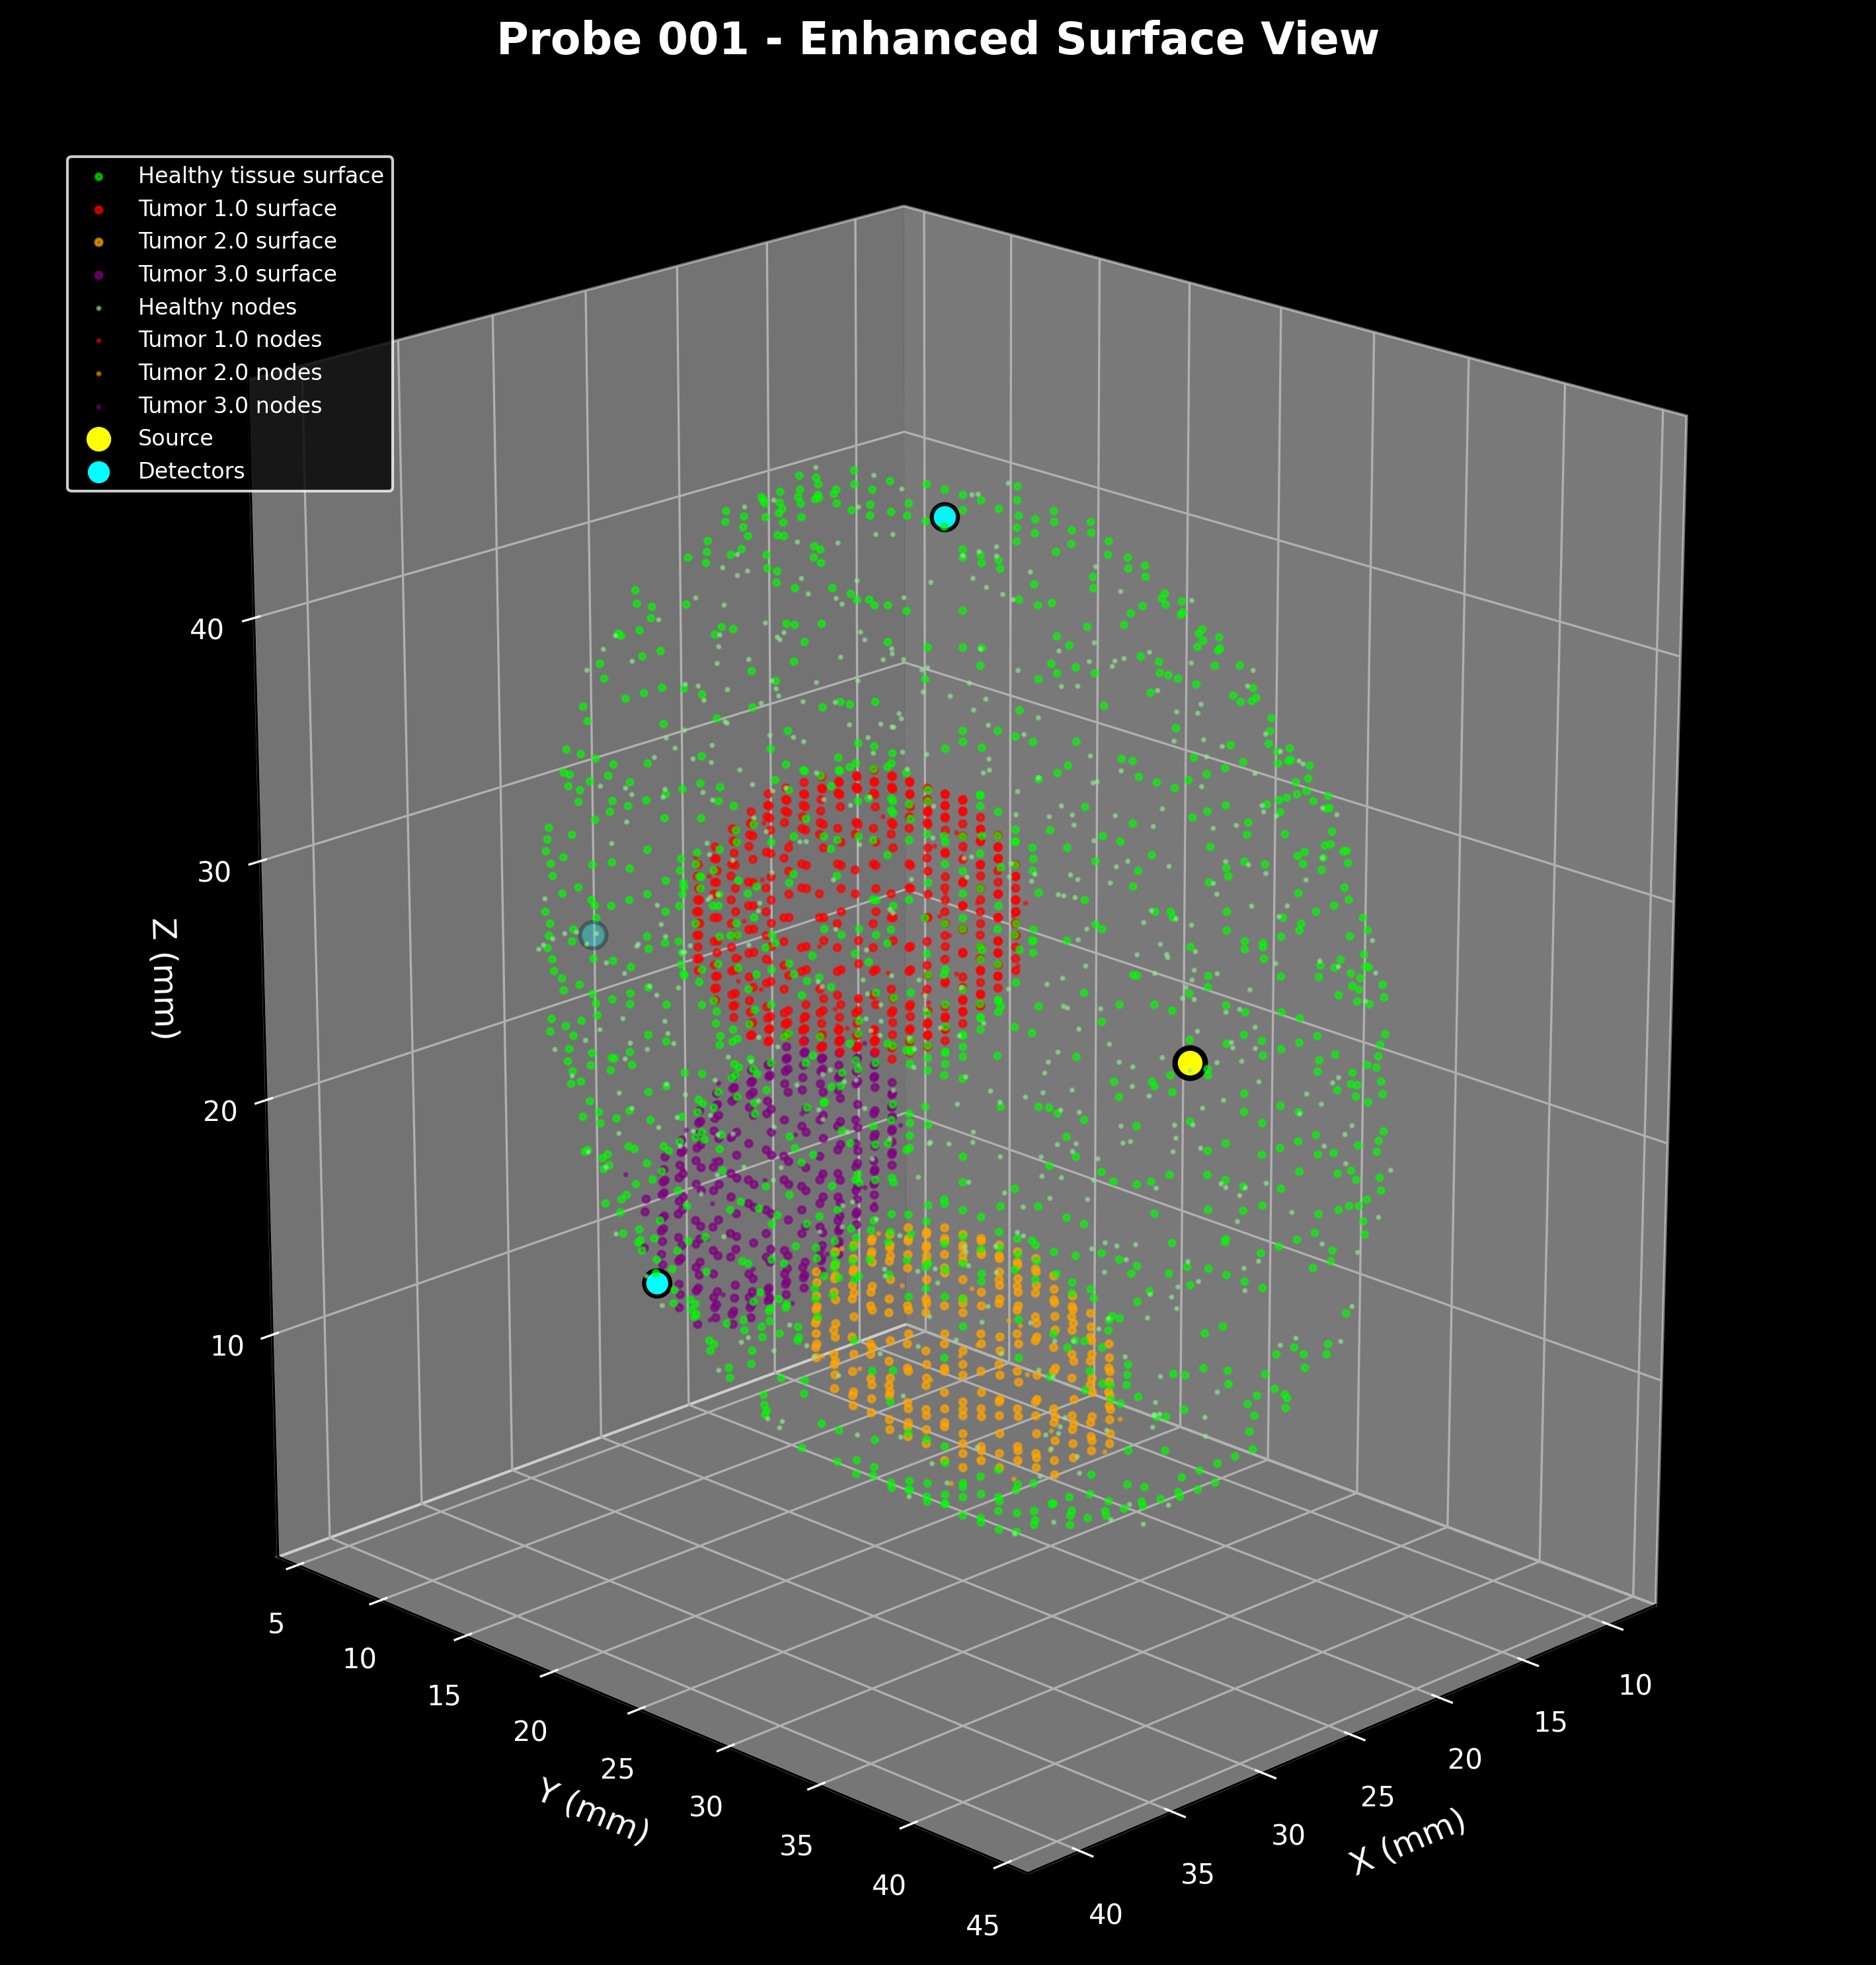 Probe 001 - Enhanced Surface View
Healthy tissue surface
Tumor 1.0 surface
Tumor 2.0 surface
Tumor 3.0 surface
Healthy nodes
Tumor 1.0 nodes
Tumor 2.0 nodes
Tumor 3.0 nodes
Source
Detectors
40
30
20
10
Z (mm)
5
10
15
20
25
30
35
40
45
Y (mm)
10
15
20
25
30
35
40
X (mm)